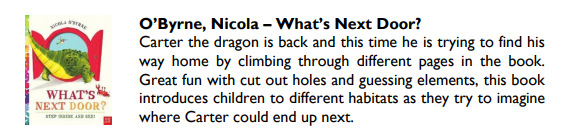 O'Byrne, Nicola – What's Next Door?
Carter the dragon is back and this time he is trying to find his
way home by climbing through different pages in the book.
Great fun with cut out holes and guessing elements, this book
introduces children to different habitats as they try to imagine
where Carter could end up next.
NICOLA O'BYRNE
WHAT'S
NEXT DOOR?
STEP INSIDE AND SEE!